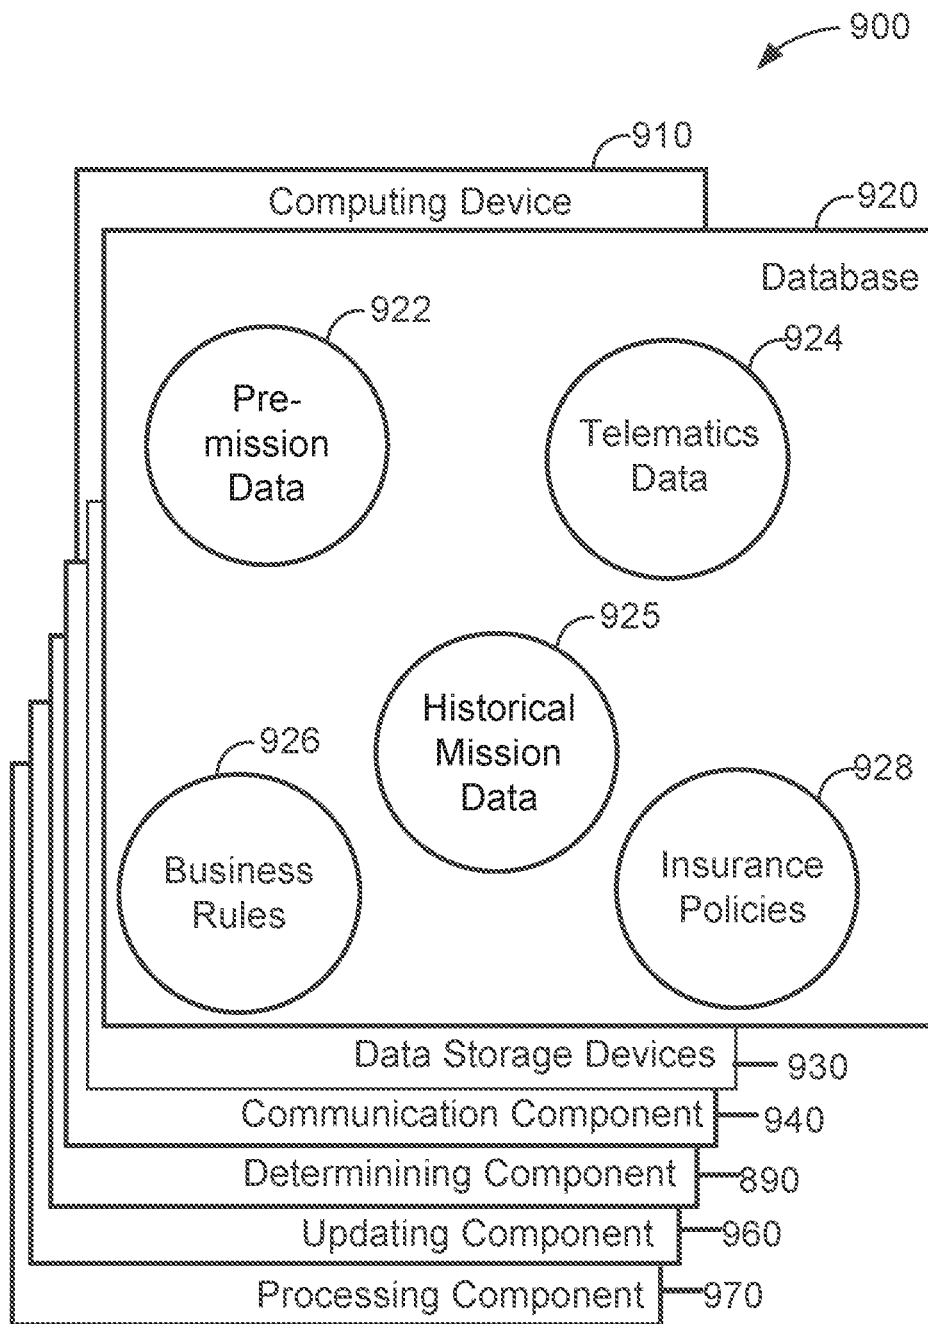 900
910
Computing Device
920
Database
922
Pre-
mission
Data
924
Telematics
Data
925
Historical
Mission
Data
926
Business
Rules
928
Insurance
Policies
Data Storage Devices
930
Communication Component
940
Determinining Component
890
Updating Component
960
Processing Component
970